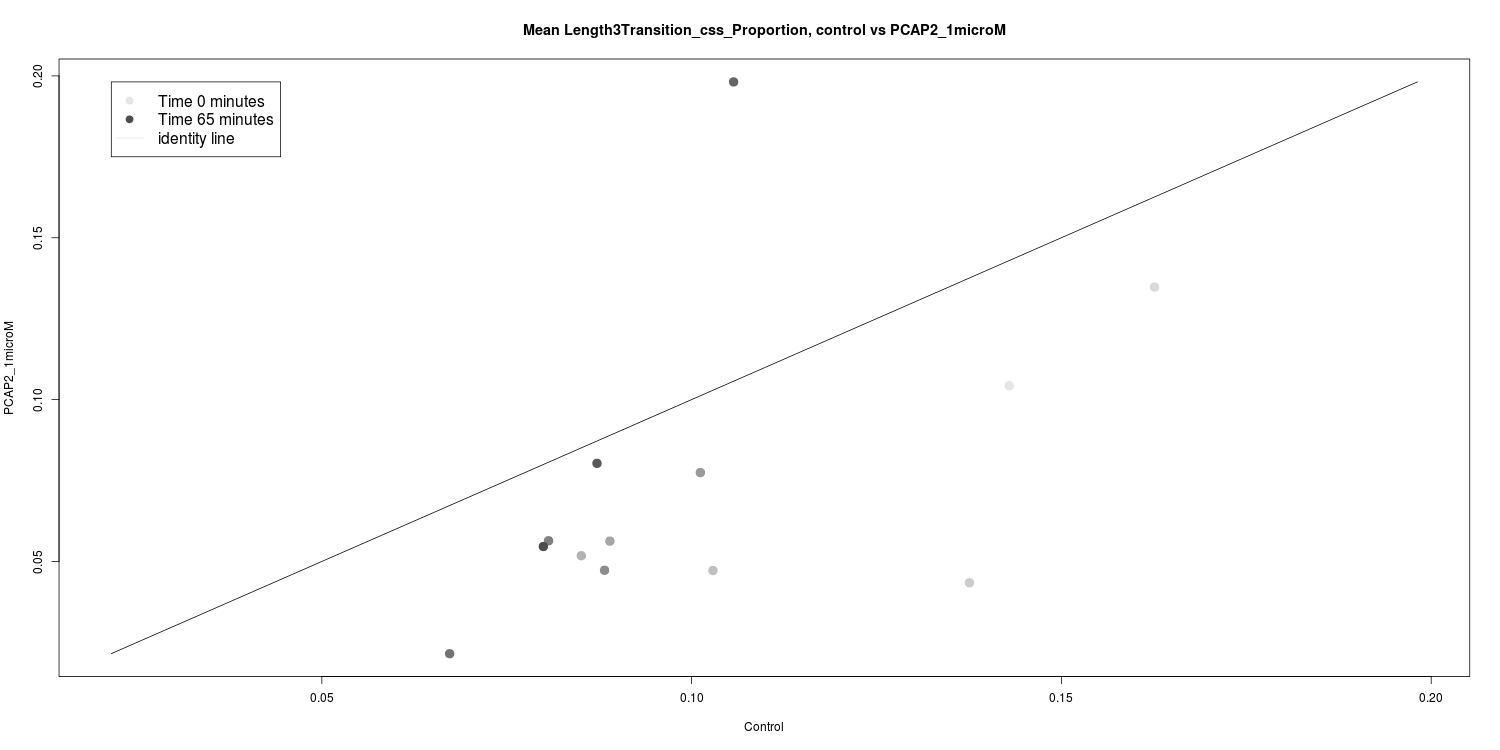 Mean Length3Transition_css_Proportion, control vs PCAP2_1microM
Time 0 minutes
Time 65 minutes
identity line
PCAP2_1microM
0.20
0.15
0.10
0.05
0.05
0.10
0.15
0.20
Control